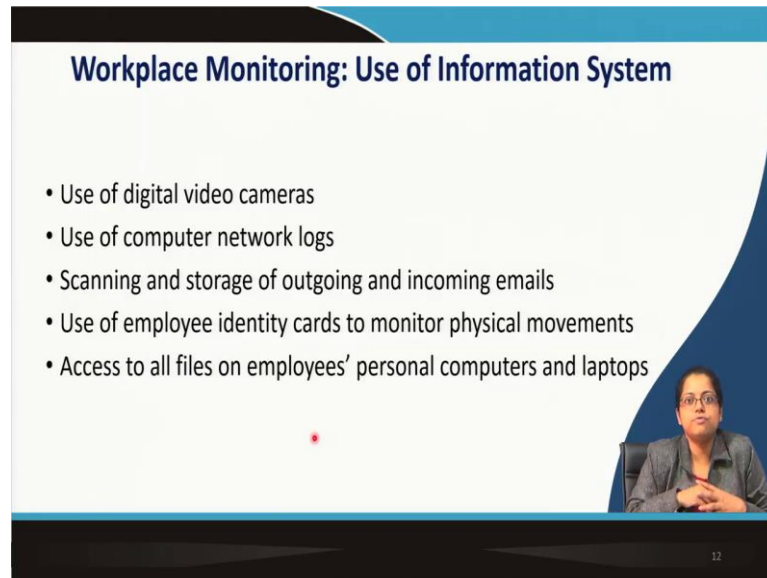 Workplace Monitoring: Use of Information System
• Use of digital video cameras
• Use of computer network logs
• Scanning and storage of outgoing and incoming emails
• Use of employee identity cards to monitor physical movements
• Access to all files on employees' personal computers and laptops
12